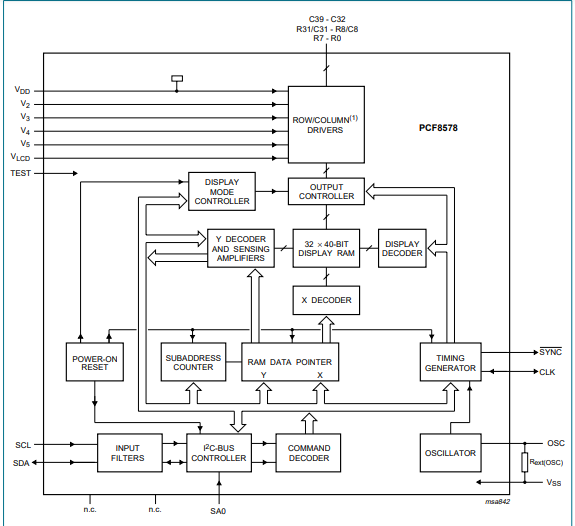 C39 - C32
R31/C31 - R8/C8
R7 - R0
VDD
V2
V3
V4
V5
VLCD
TEST
ROW/COLUMN(1)
DRIVERS
PCF8578
DISPLAY
MODE
CONTROLLER
OUTPUT
CONTROLLER
Y DECODER
AND SENSING
AMPLIFIERS
32 × 40-BIT
DISPLAY RAM
DISPLAY
DECODER
X DECODER
POWER-ON
RESET
SUBADDRESS
COUNTER
RAM DATA POINTER
Y X
TIMING
GENERATOR
SYNC
CLK
SCL
SDA
INPUT
FILTERS
I2C-BUS
CONTROLLER
COMMAND
DECODER
OSCILLATOR
OSC
Rext(OSC)
VSS
msa842
n.c.
n.c.
SA0